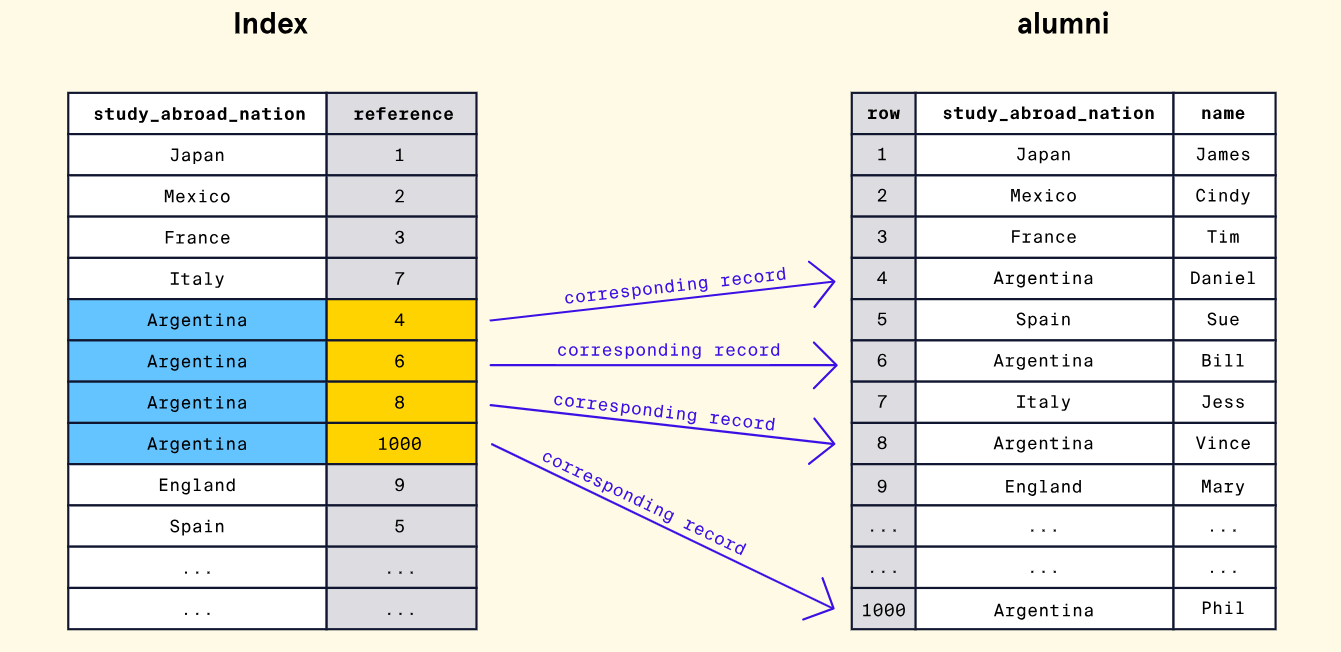 Index
study_abroad_nation reference
Japan 1
Mexico 2
France 3
Italy 7
Argentina 4
Argentina 6
Argentina 8
Argentina 1000
England 9
Spain 5
... ...
... ...
corresponding record
corresponding record
corresponding record
corresponding record
alumni
row study_abroad_nation name
1 Japan James
2 Mexico Cindy
3 France Tim
4 Argentina Daniel
5 Spain Sue
6 Argentina Bill
7 Italy Jess
8 Argentina Vince
9 England Mary
... ... ...
... ... ...
1000 Argentina Phil